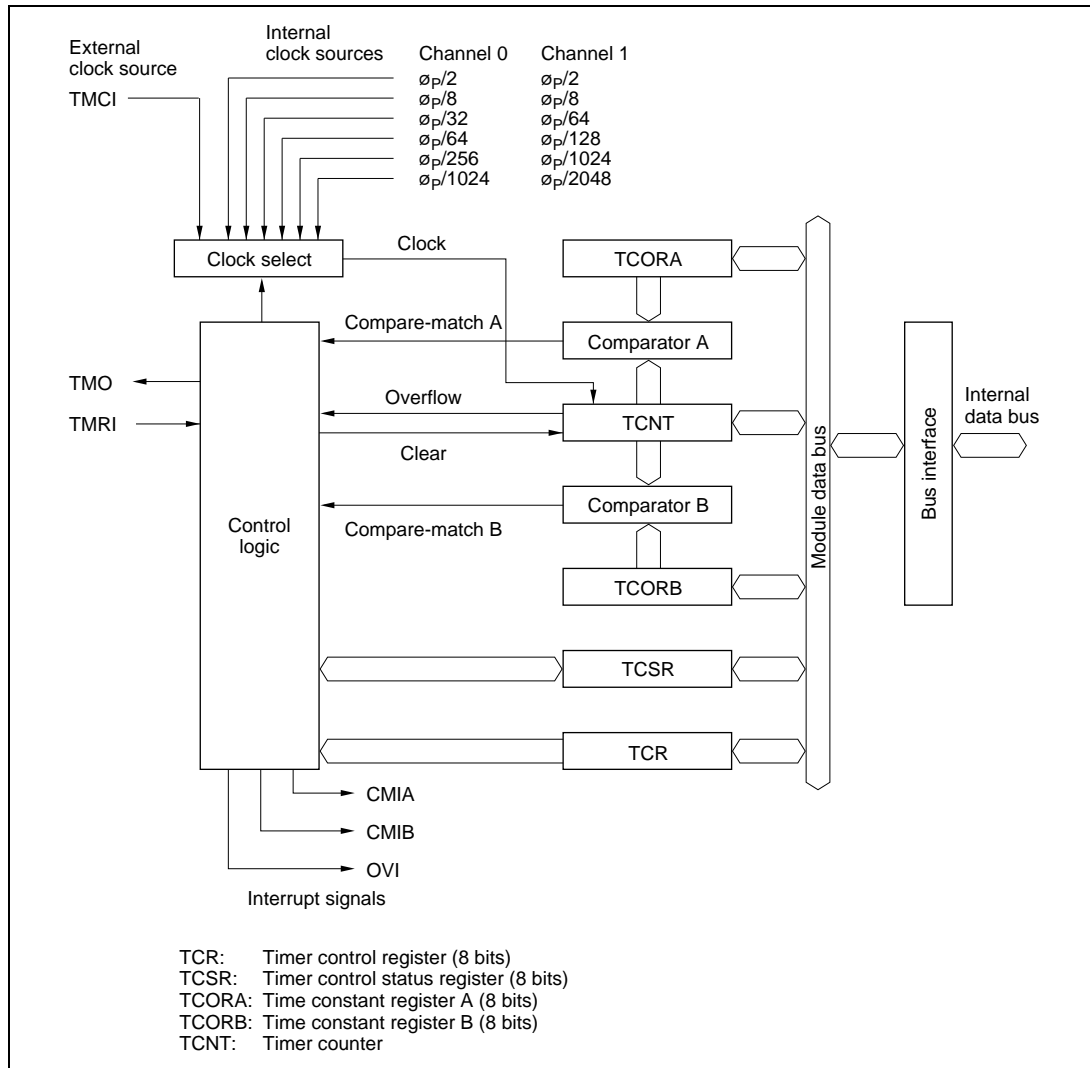 External
clock source
TMCI
Internal
clock sources
Channel 0 Channel 1
øP/2 øP/2
øP/8 øP/8
øP/32 øP/64
øP/64 øP/128
øP/256 øP/1024
øP/1024 øP/2048
Clock select
Clock
TCORA
Compare-match A
Comparator A
TMO
TMRI
Overflow
TCNT
Clear
Comparator B
Compare-match B
Control
logic
TCORB
TCSR
TCR
Module data bus
Bus interface
Internal
data bus
CMIA
CMIB
OVI
Interrupt signals
TCR: Timer control register (8 bits)
TCSR: Timer control status register (8 bits)
TCORA: Time constant register A (8 bits)
TCORB: Time constant register B (8 bits)
TCNT: Timer counter